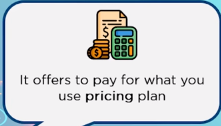 It offers to pay for what you
use pricing plan